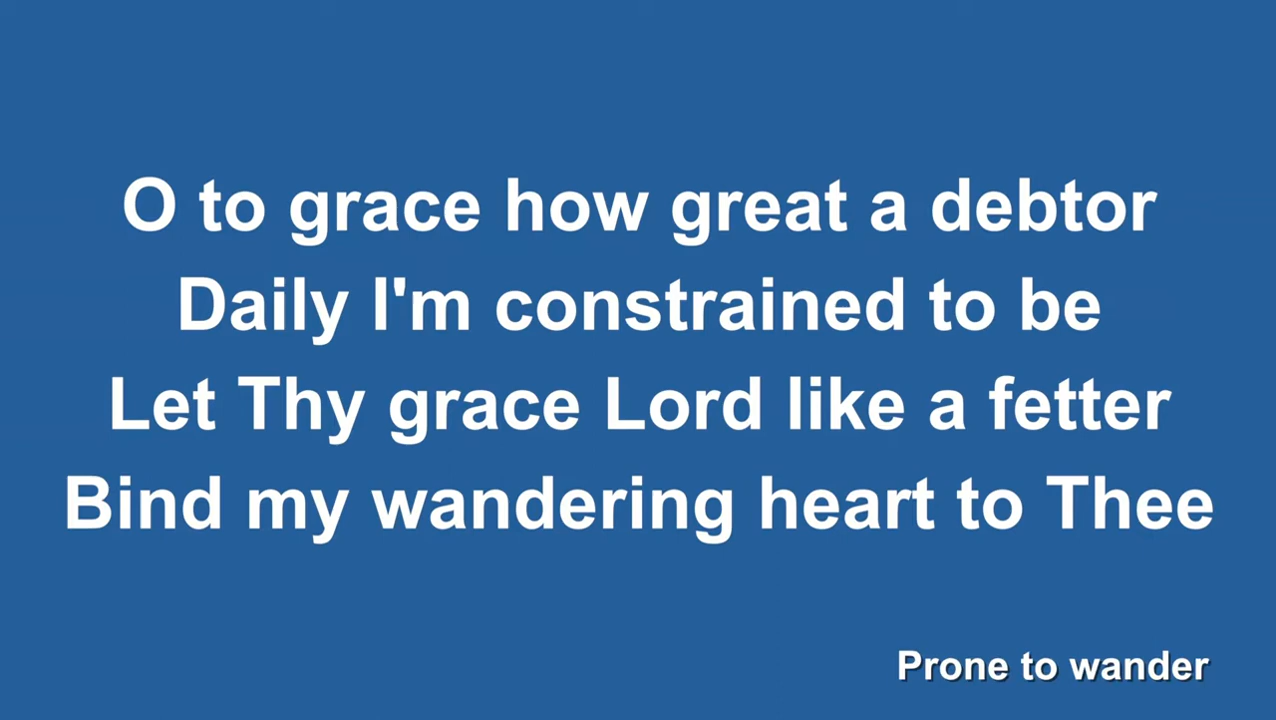 O to grace how great a debtor
Daily I'm constrained to be
Let Thy grace Lord like a fetter
Bind my wandering heart to Thee
Prone to wander